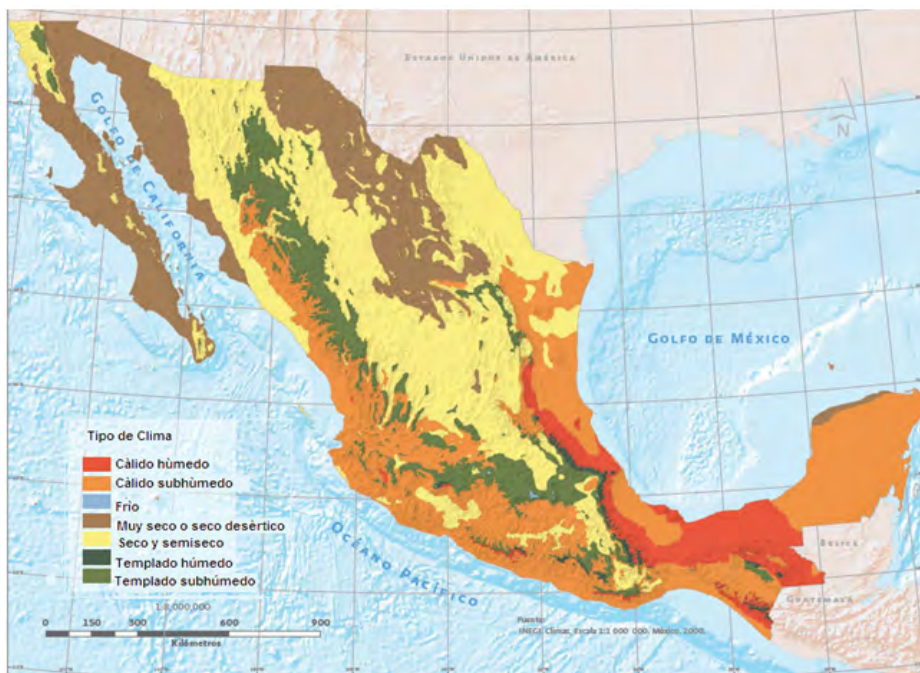 ESTADOS UNIDOS DE AMÉRICA
N
GOLFO DE CALIFORNIA
GOLFO DE MÉXICO
Tipo de Clima
Càlido hùmedo
Càlido subhùmedo
Frìo
Muy seco o seco desèrtico
Seco y semiseco
Templado hùmedo
Templado subhúmedo
OCÉANO PACÍFICO
BELICE
GUATEMALA
1:8,000,000
0 150 300 600 900
Kilómetros
Fuente:
INEGI. Climas, Escala 1:1 000 000. México, 2000.